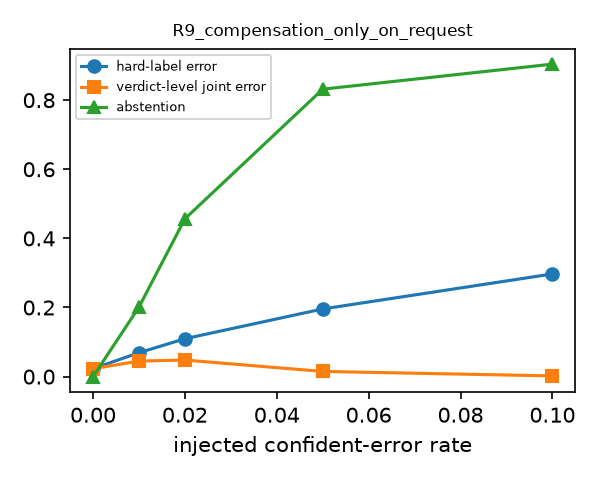 R9_compensation_only_on_request
hard-label error
verdict-level joint error
abstention
0.8
0.6
0.4
0.2
0.0
0.00 0.02 0.04 0.06 0.08 0.10
injected confident-error rate